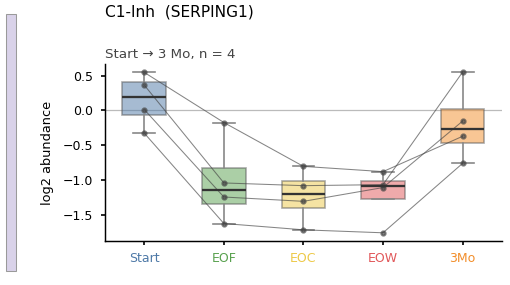 C1-Inh  (SERPING1)
Start → 3 Mo, n = 4
log2 abundance
0.5
0.0
−0.5
−1.0
−1.5
Start EOF EOC EOW 3Mo